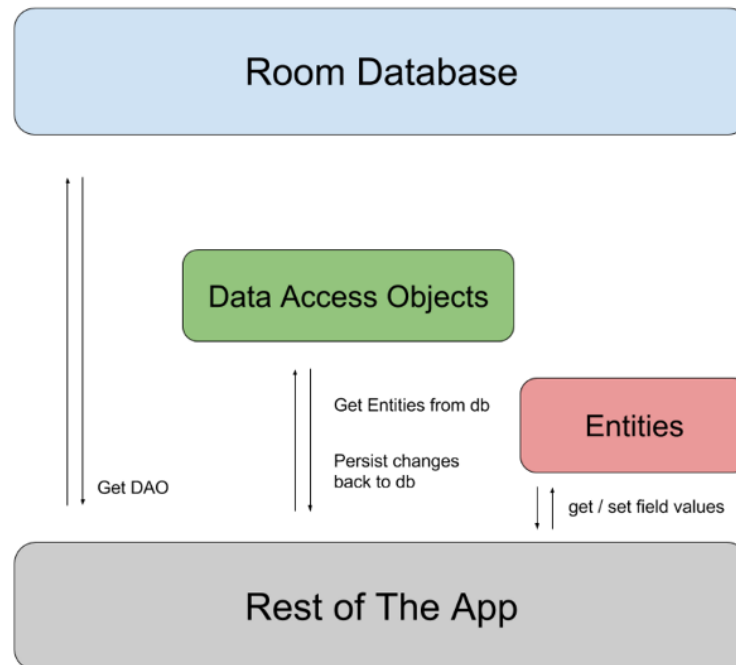 Room Database
Data Access Objects
Get Entities from db
Entities
Persist changes
back to db
Get DAO
get / set field values
Rest of The App